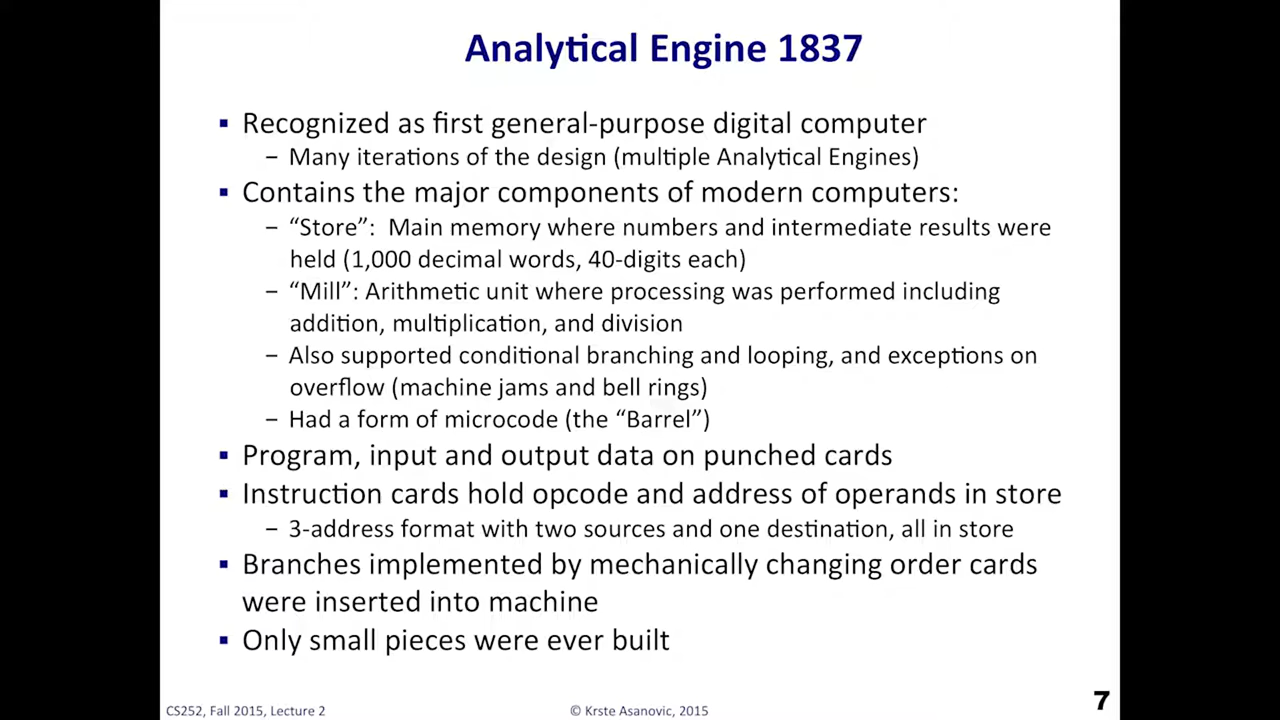 Analytical Engine 1837
▪ Recognized as first general-purpose digital computer
– Many iterations of the design (multiple Analytical Engines)
▪ Contains the major components of modern computers:
– “Store”: Main memory where numbers and intermediate results were
held (1,000 decimal words, 40-digits each)
– “Mill”: Arithmetic unit where processing was performed including
addition, multiplication, and division
– Also supported conditional branching and looping, and exceptions on
overflow (machine jams and bell rings)
– Had a form of microcode (the “Barrel”)
▪ Program, input and output data on punched cards
▪ Instruction cards hold opcode and address of operands in store
– 3-address format with two sources and one destination, all in store
▪ Branches implemented by mechanically changing order cards
were inserted into machine
▪ Only small pieces were ever built
CS252, Fall 2015, Lecture 2
© Krste Asanovic, 2015
7